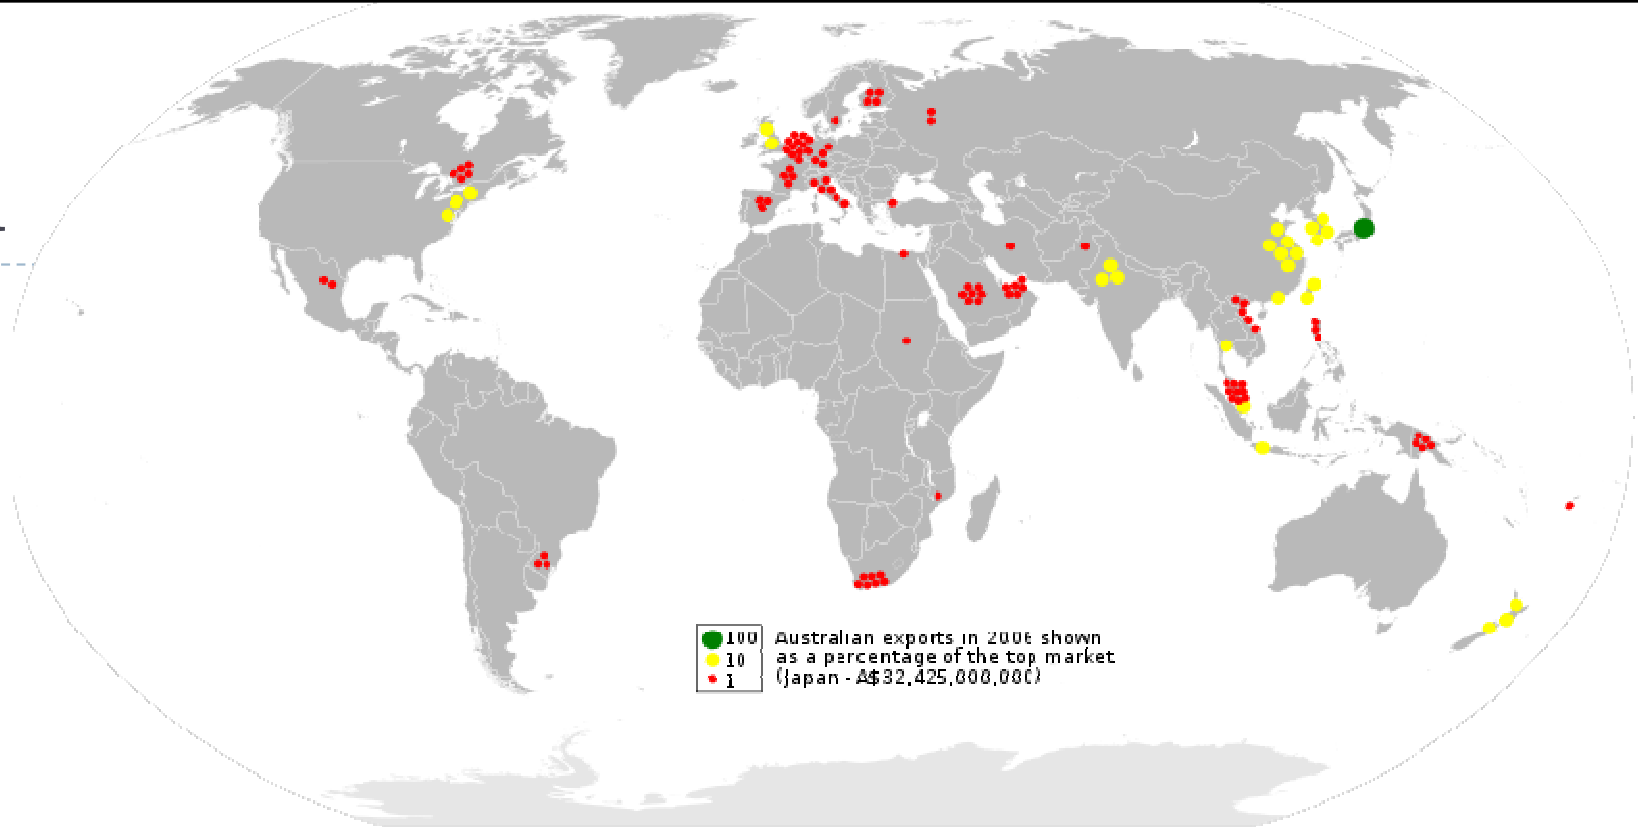 100
10
1
Australian exports in 2006 shown
as a percentage of the top market
(Japan - A$32,425,000,000)